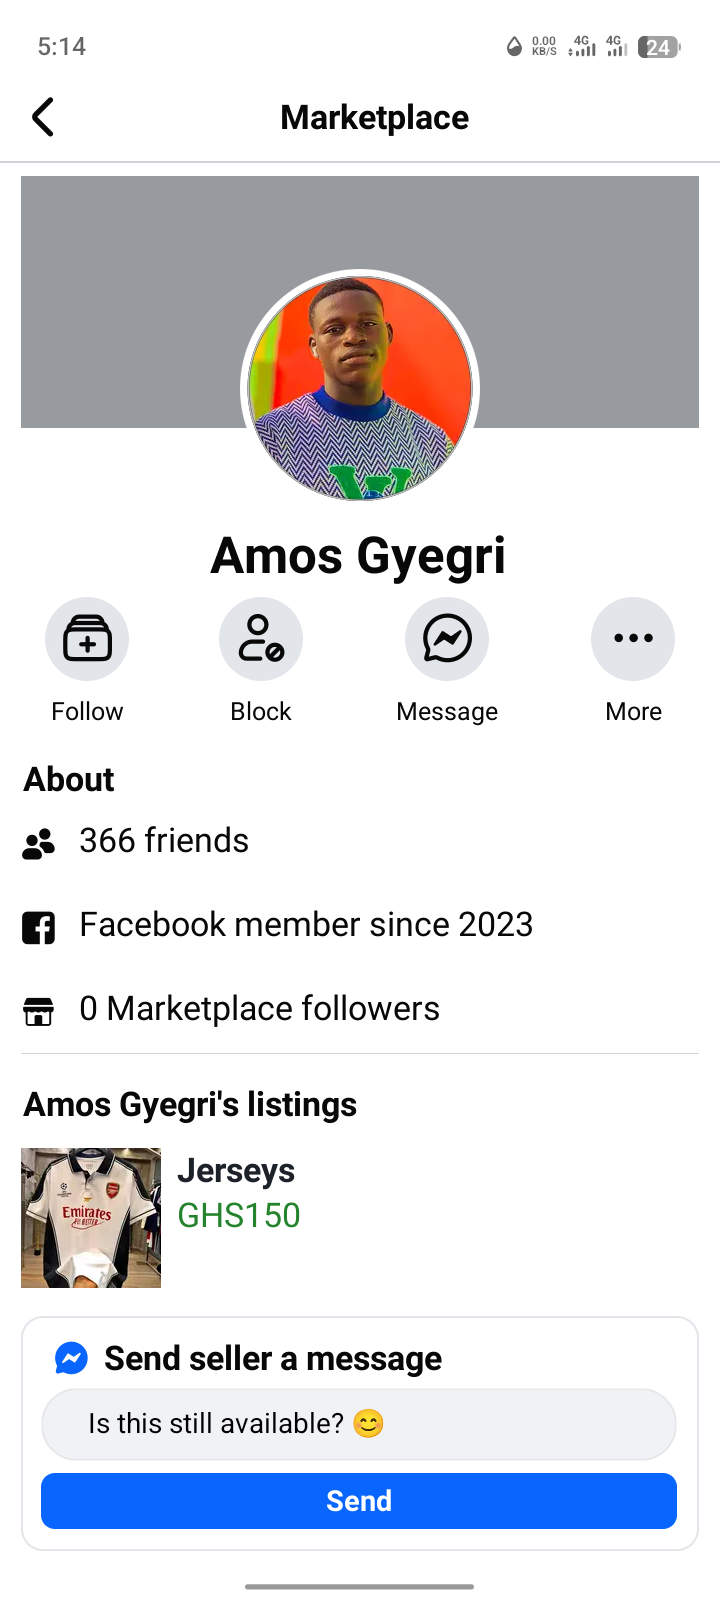 5:14
0.00
KB/S
4G
4G
24
Marketplace
Amos Gyegri
Follow
Block
Message
More
About
366 friends
Facebook member since 2023
0 Marketplace followers
Amos Gyegri's listings
Emirates
FLY BETTER
Jerseys
GHS150
Send seller a message
Is this still available? 😊
Send